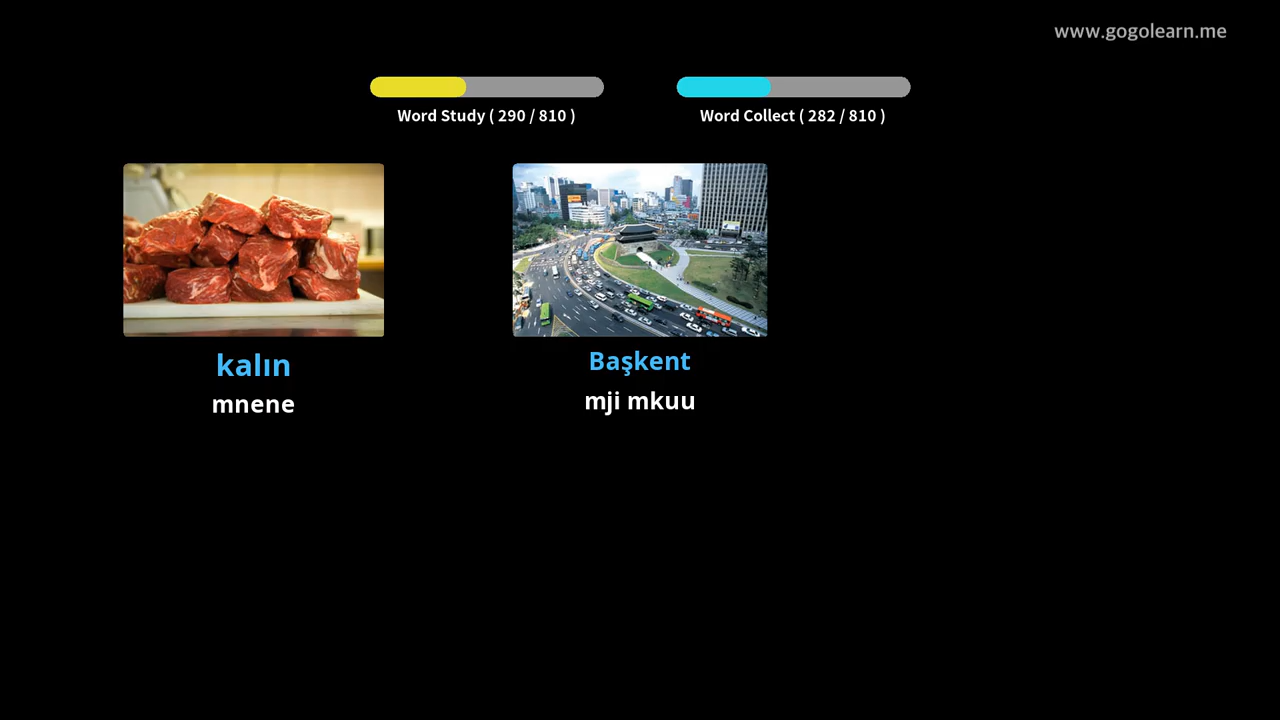 www.gogolearn.me
Word Study ( 290 / 810 )
Word Collect ( 282 / 810 )
kalın
mnene
Başkent
mji mkuu